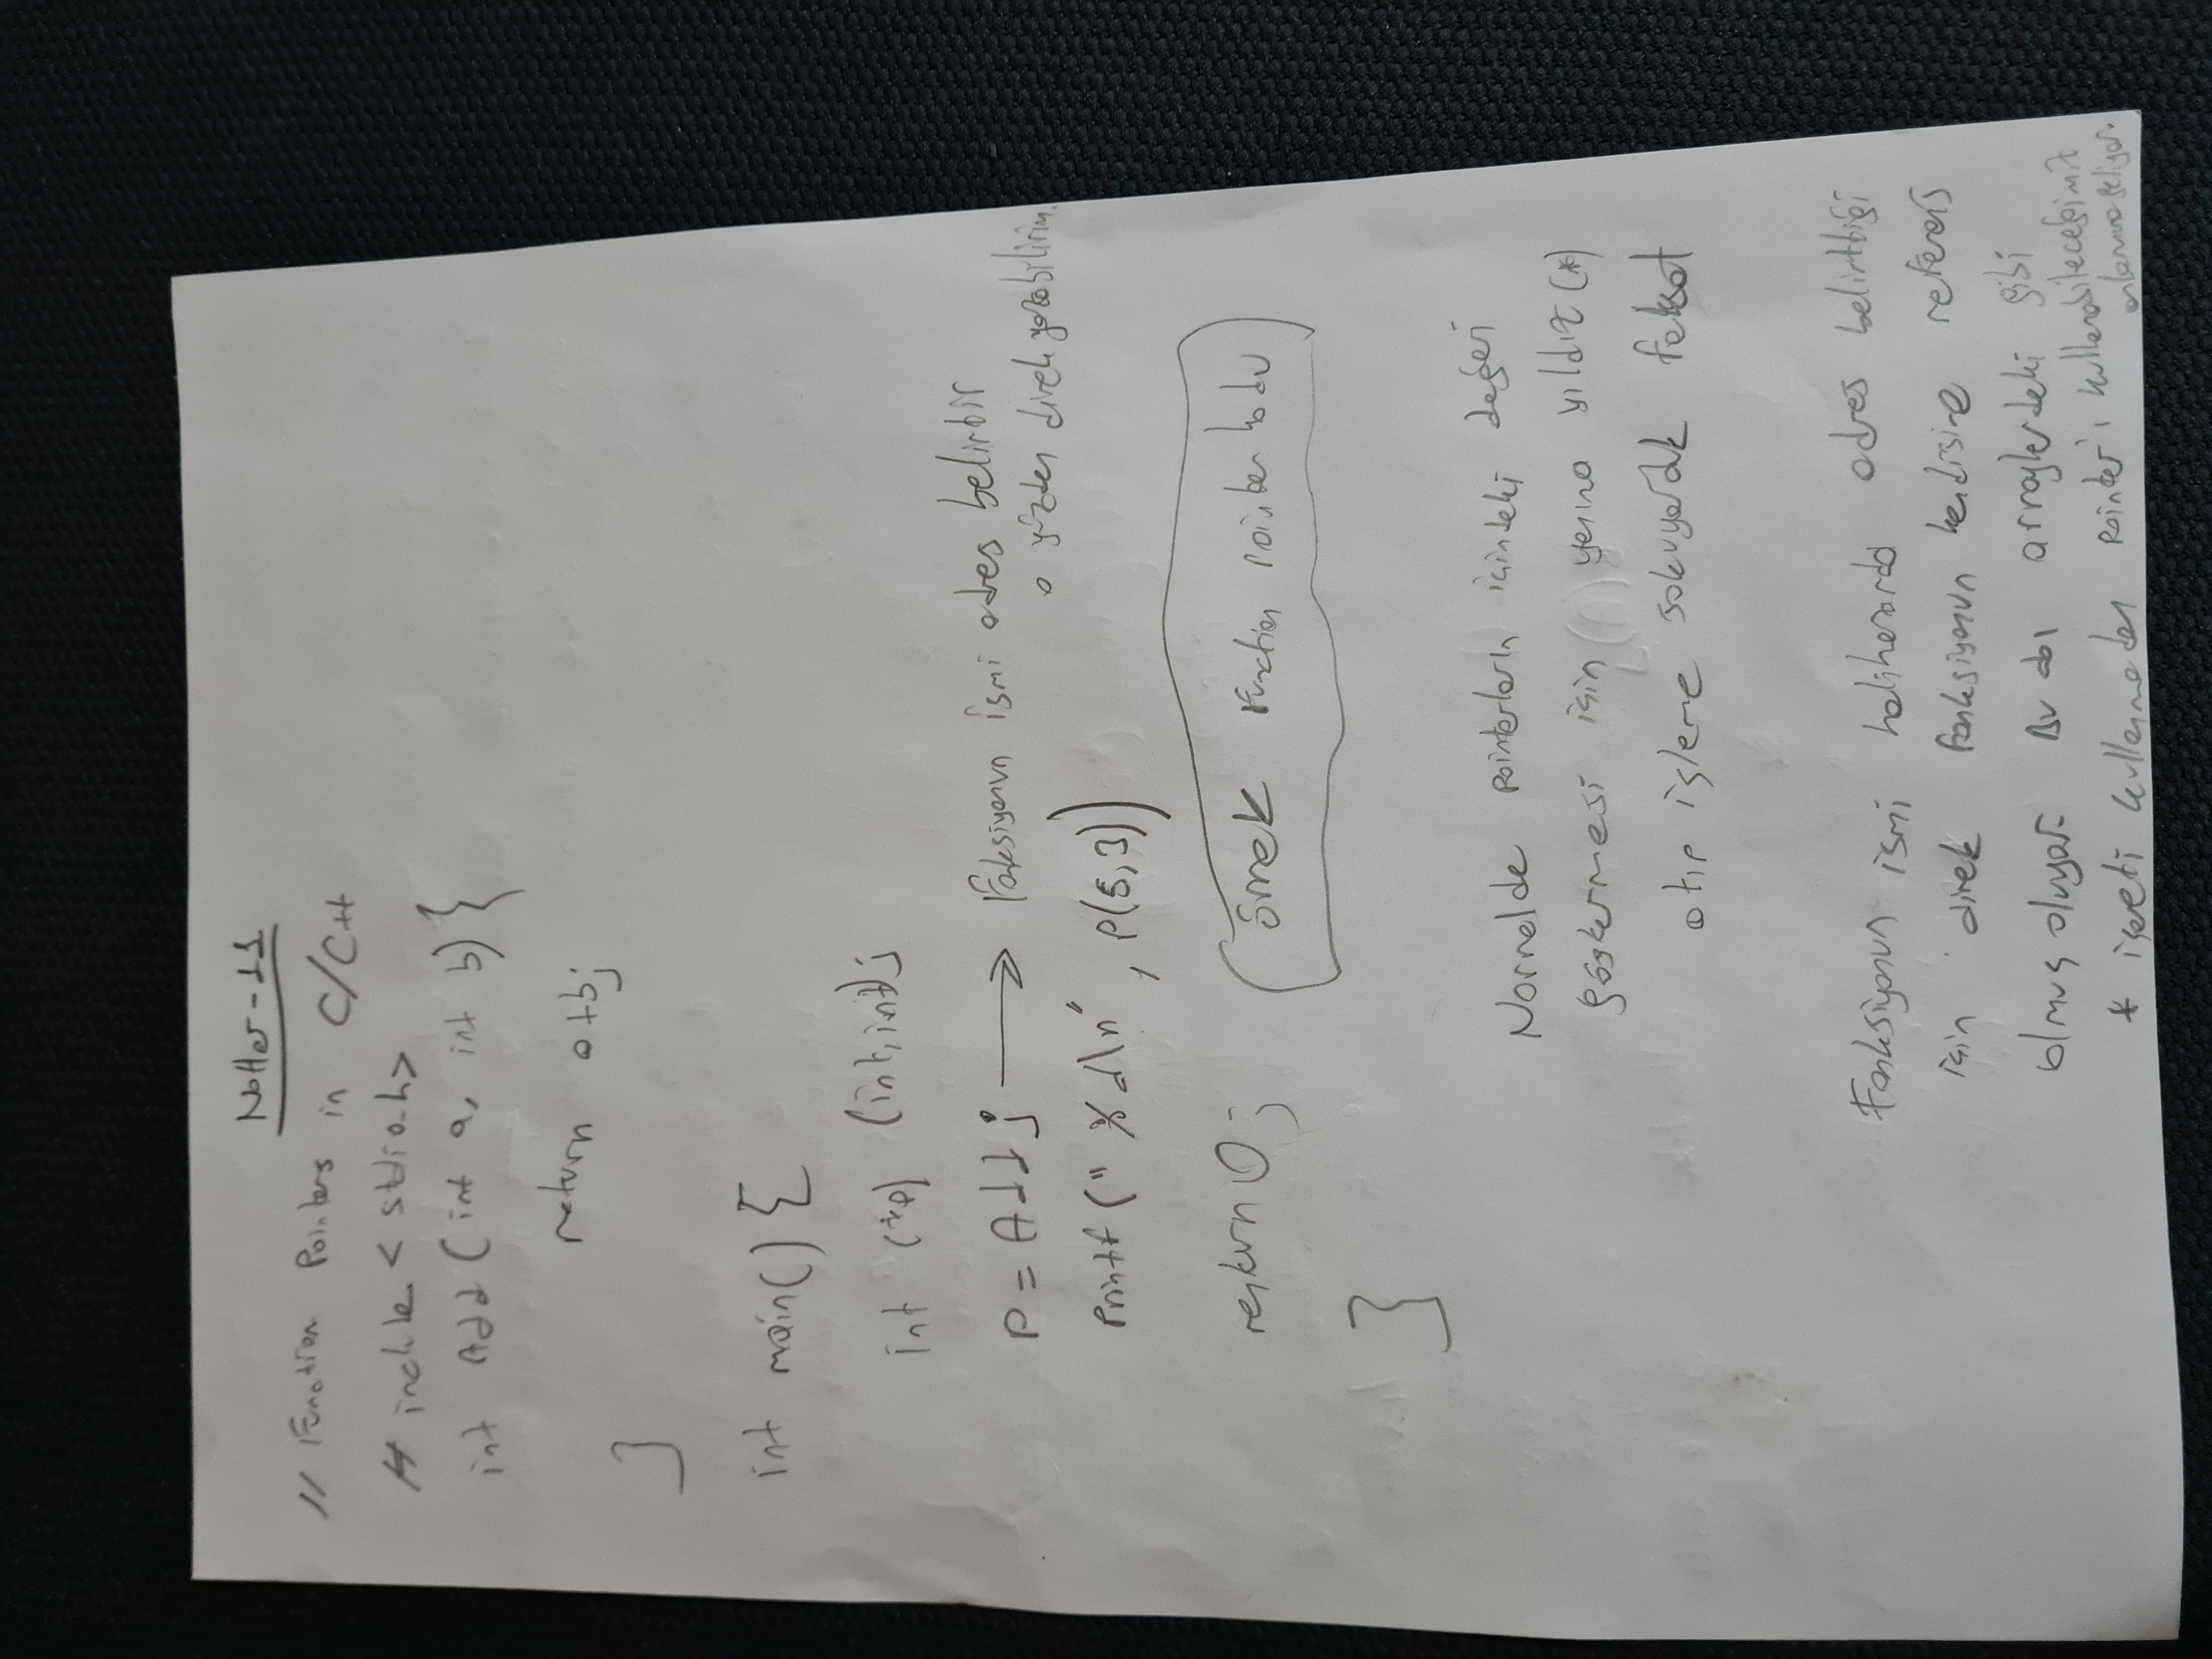 Notlar-11
// Function Pointers in C/C++
# include <stdio.h>
int Add (int a, int b) {
return a+b;
}
int main() {
int (*p) (int, int);
P = Add; → Fonksiyonun ismi adres belirtir
o yüzden direk yazabilirim.
Printf (" %d\n" , P(5,3))
return 0;
örnek Function Pointer kodu
}
Normalde pointerların içindeki değeri
göstermesi için yerine yıldız (*)
atıp işleme sokuyorduk fakat
Fonksiyonun ismi halihazırda adres belirttiği
için direk fonksiyonun kendisine referans
olmuş oluyor. Bu da arraylerdeki gibi
* işareti kullanmadan Pointer'ı kullanabileceğimiz
anlamına geliyor.